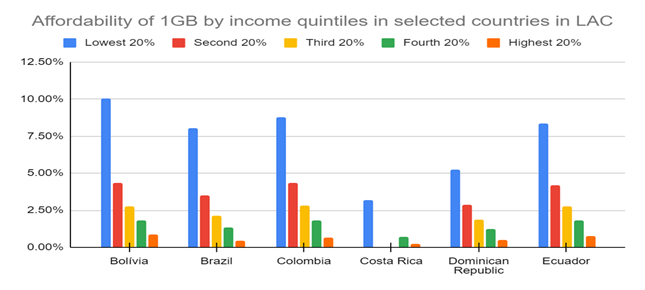 Affordability of 1GB by income quintiles in selected countries in LAC
Lowest 20% Second 20% Third 20% Fourth 20% Highest 20%
12.50%
10.00%
7.50%
5.00%
2.50%
0.00%
Bolívia Brazil Colombia Costa Rica Dominican Republic Ecuador